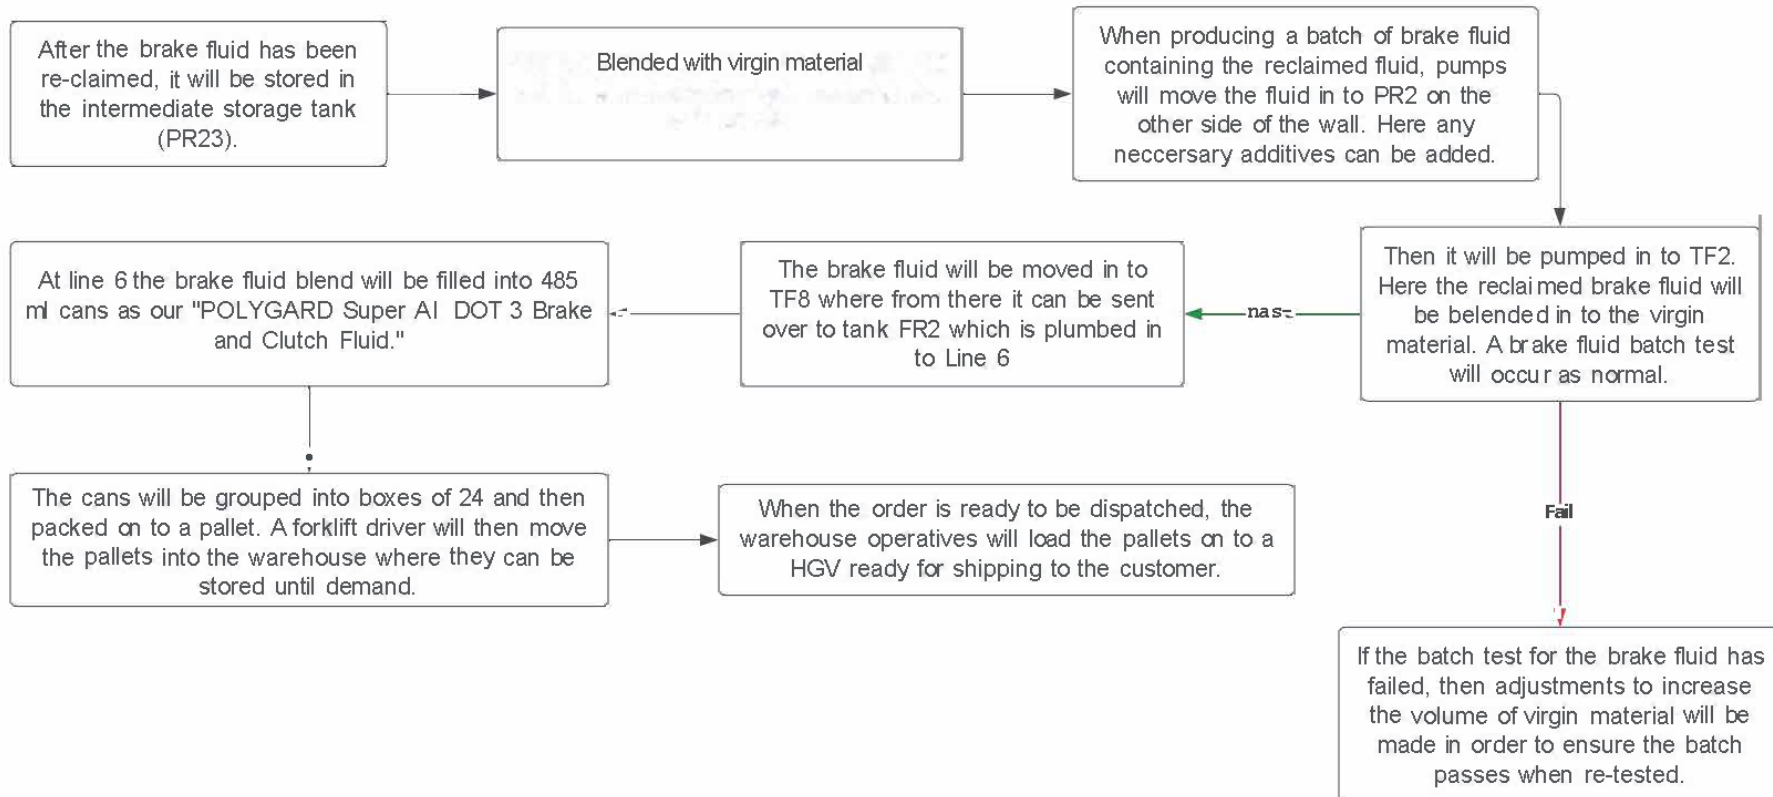 After the brake fluid has been
re-claimed, it will be stored in
the intermediate storage tank
(PR23).
Blended with virgin material
When producing a batch of brake fluid
containing the reclaimed fluid, pumps
will move the fluid in to PR2 on the
other side of the wall. Here any
neccersary additives can be added.
Then it will be pumped in to TF2.
Here the reclaimed brake fluid will
be belended in to the virgin
material. A brake fluid batch test
will occur as normal.
The brake fluid will be moved in to
TF8 where from there it can be sent
over to tank FR2 which is plumbed in
to Line 6
At line 6 the brake fluid blend will be filled into 485
ml cans as our "POLYGARD Super AI DOT 3 Brake
and Clutch Fluid."
The cans will be grouped into boxes of 24 and then
packed on to a pallet. A forklift driver will then move
the pallets into the warehouse where they can be
stored until demand.
When the order is ready to be dispatched, the
warehouse operatives will load the pallets on to a
HGV ready for shipping to the customer.
Fail
If the batch test for the brake fluid has
failed, then adjustments to increase
the volume of virgin material will be
made in order to ensure the batch
passes when re-tested.